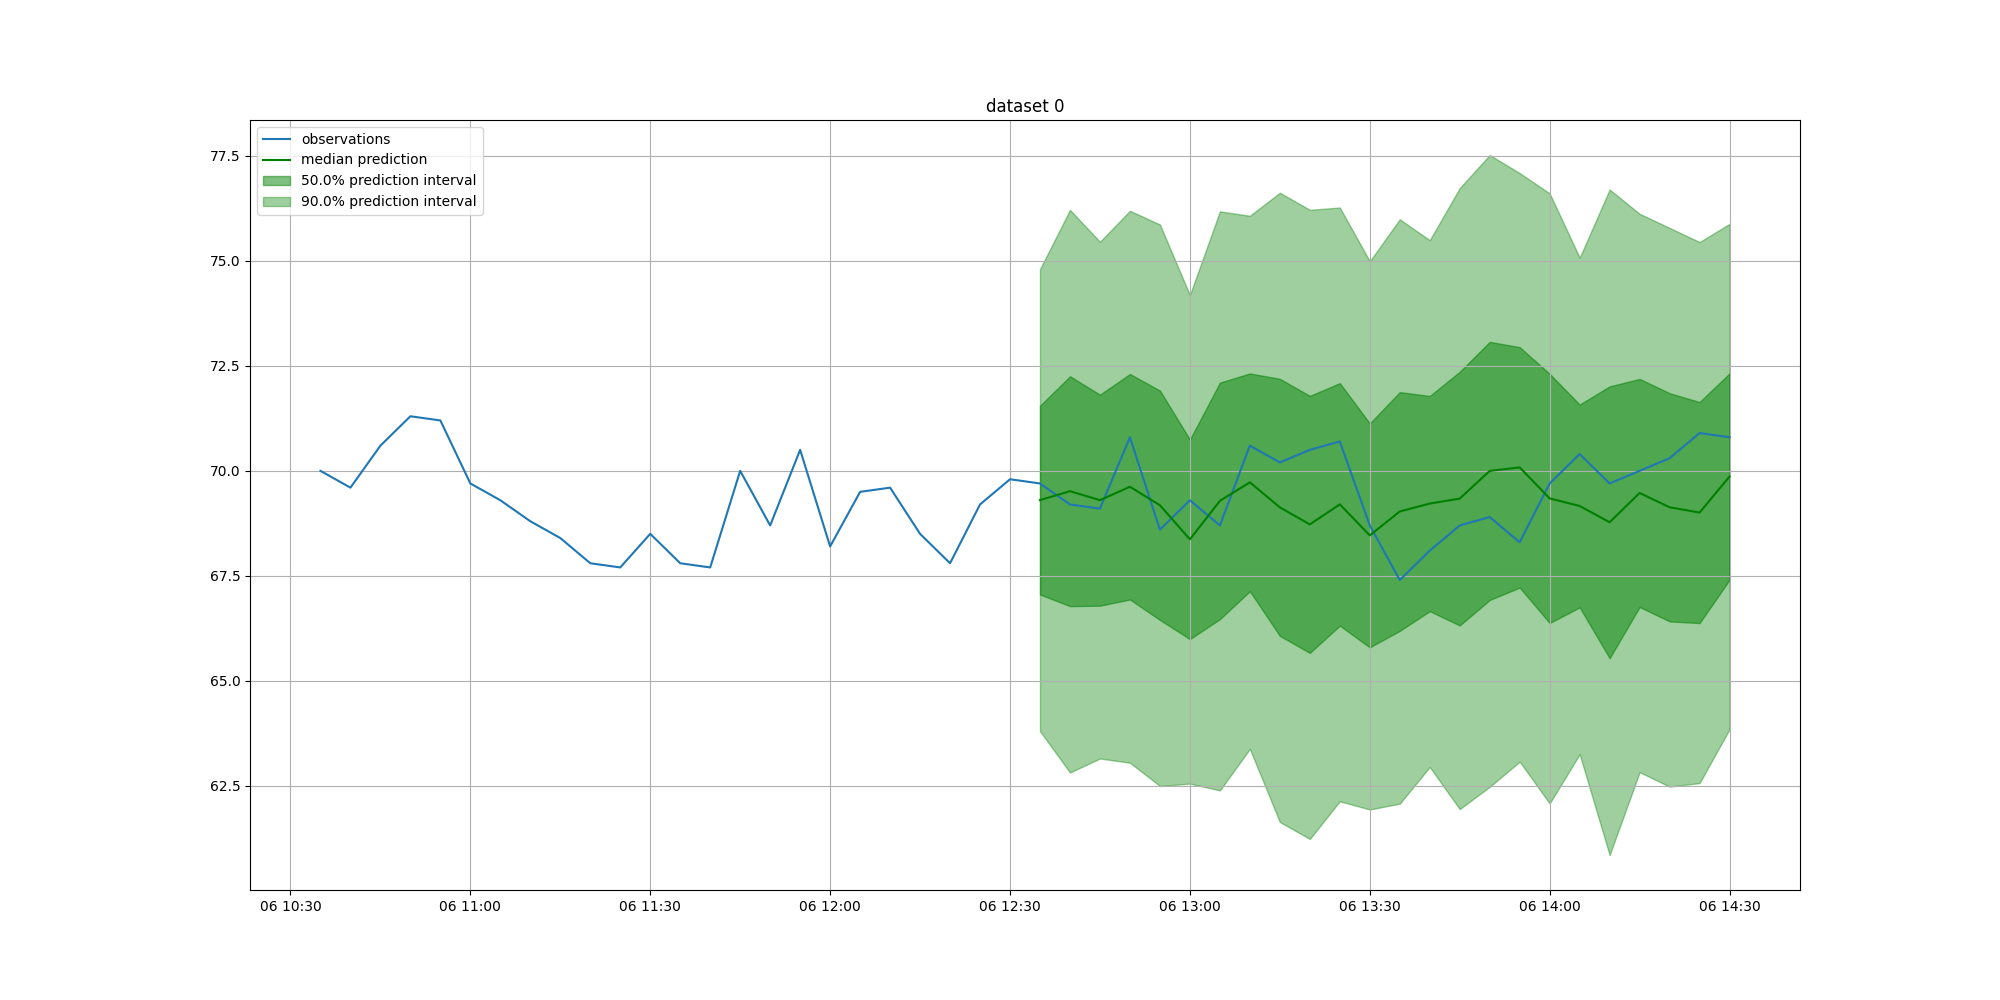 dataset 0
observations
median prediction
50.0% prediction interval
90.0% prediction interval
77.5
75.0
72.5
70.0
67.5
65.0
62.5
06 10:30 06 11:00 06 11:30 06 12:00 06 12:30 06 13:00 06 13:30 06 14:00 06 14:30